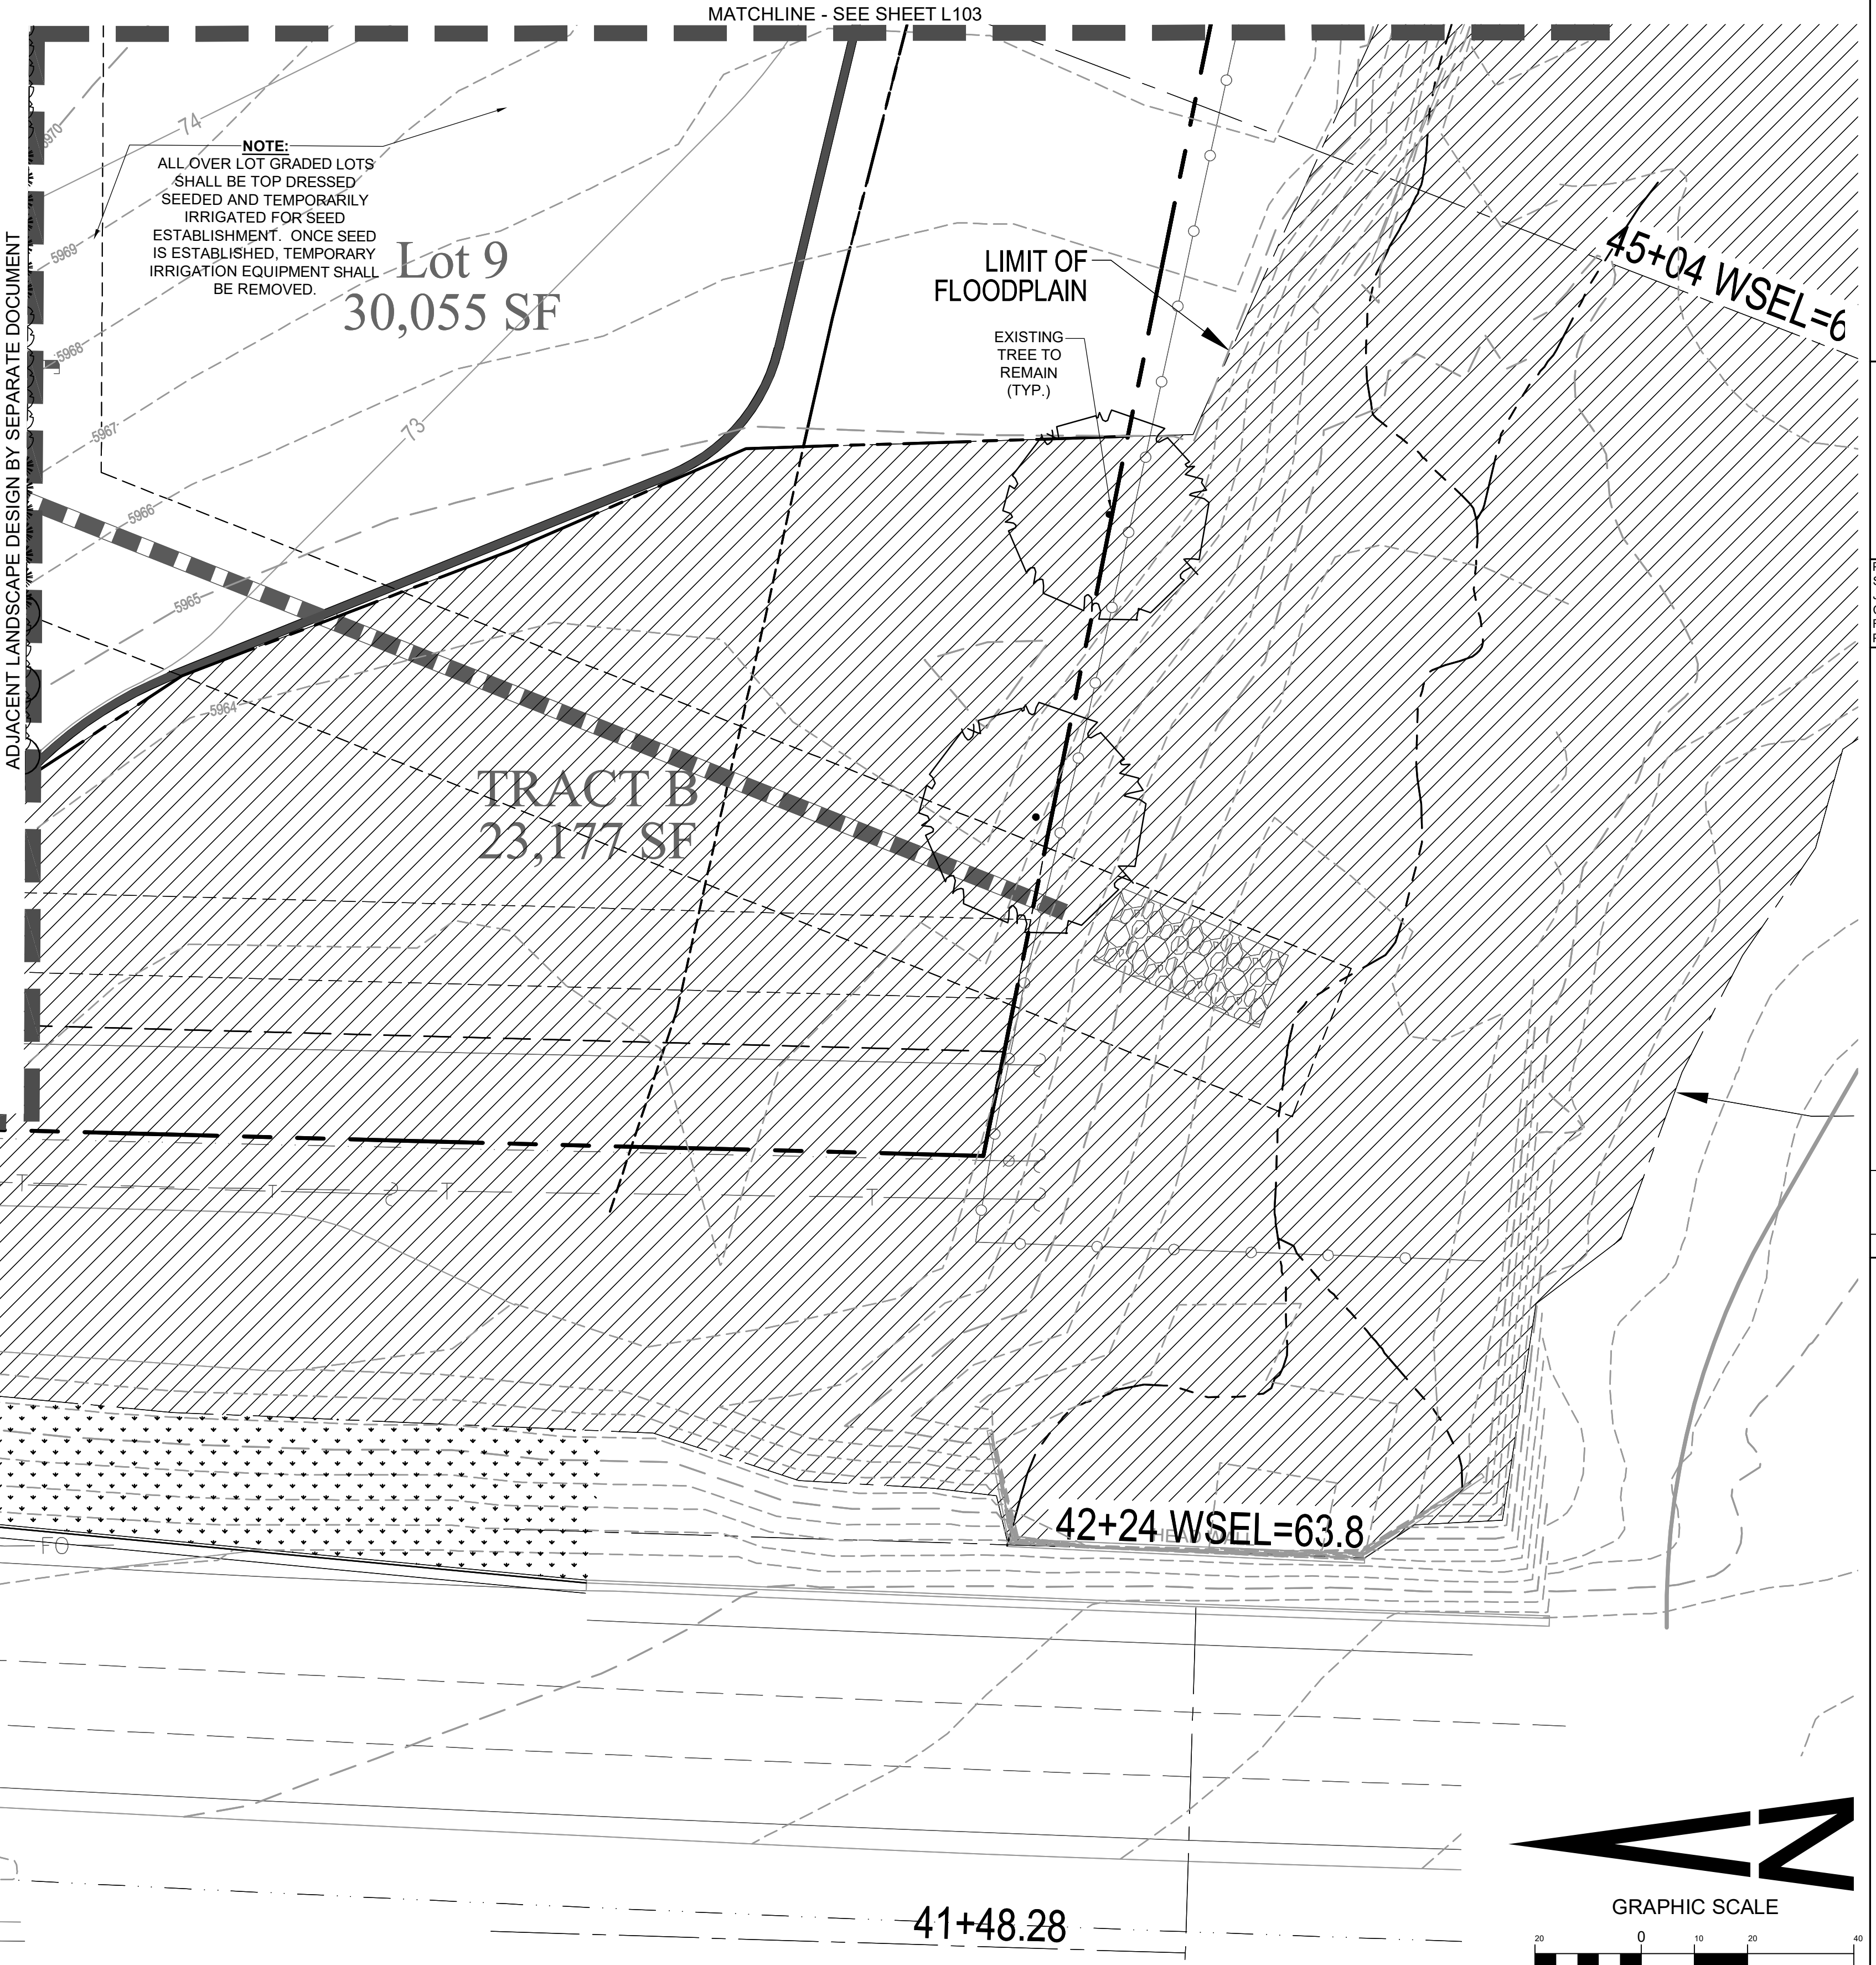 MATCHLINE - SEE SHEET L103
ADJACENT LANDSCAPE DESIGN BY SEPARATE DOCUMENT
5970
74
NOTE:
ALL OVER LOT GRADED LOTS
SHALL BE TOP DRESSED
SEEDED AND TEMPORARILY
IRRIGATED FOR SEED
ESTABLISHMENT. ONCE SEED
IS ESTABLISHED, TEMPORARY
IRRIGATION EQUIPMENT SHALL
BE REMOVED.
Lot 9
30,055 SF
5969
5968
5967
73
5966
5965
5964
LIMIT OF
FLOODPLAIN
EXISTING
TREE TO
REMAIN
(TYP.)
45+04 WSEL=6
TRACT B
23,177 SF
T
T
S
T
T
42+24 WSEL=63.8
FO
41+48.28
N
GRAPHIC SCALE
20
0
10
20
40